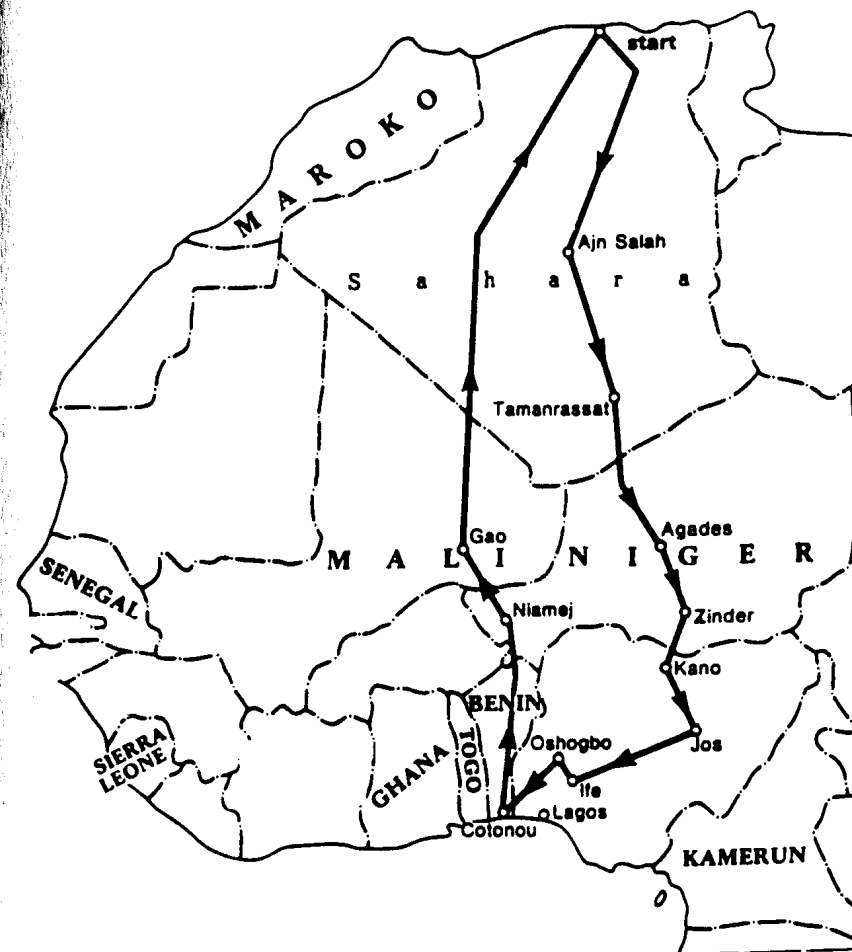 start
MAROKO
Ajn Salah
Sahara
Tamanrassat
Agades
Gao
MALI NIGER
SENEGAL
Niamej
Zinder
Kano
BENIN
Jos
Oshogbo
SIERRA
LEONE
GHANA
TOGO
Ife
Lagos
Cotonou
KAMERUN